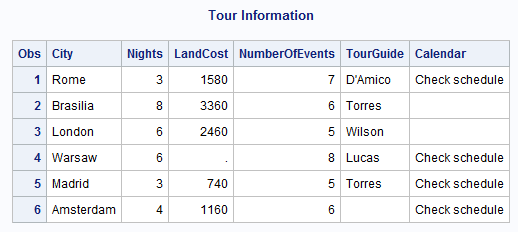 Tour Information
Obs City Nights LandCost NumberOfEvents TourGuide Calendar
1 Rome 3 1580 7 D'Amico Check schedule
2 Brasilia 8 3360 6 Torres
3 London 6 2460 5 Wilson
4 Warsaw 6 . 8 Lucas Check schedule
5 Madrid 3 740 5 Torres Check schedule
6 Amsterdam 4 1160 6 Check schedule